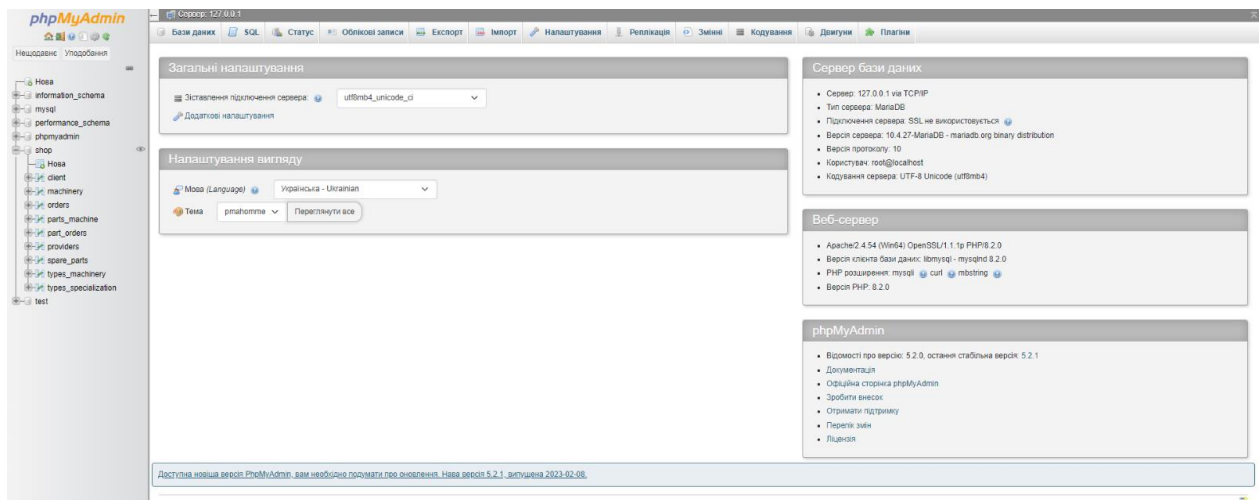 phpMyAdmin
Нещодавнє Уподобання
Нова
information_schema
mysql
performance_schema
phpmyadmin
shop
Нова
client
machinery
orders
parts_machine
part_orders
providers
spare_parts
types_machinery
types_specialization
test
Сервер: 127.0.0.1
Бази даних SQL Статус Облікові записи Експорт Імпорт Налаштування Реплікація Змінні Кодування Двигуни Плагіни
Загальні налаштування
Зіставлення підключення сервера: utf8mb4_unicode_ci
Додаткові налаштування
Налаштування вигляду
Мова (Language) Українська - Ukrainian
Тема pmahomme Переглянути все
Сервер бази даних
Сервер: 127.0.0.1 via TCP/IP
Тип сервера: MariaDB
Підключення сервера: SSL не використовується
Версія сервера: 10.4.27-MariaDB - mariadb.org binary distribution
Версія протоколу: 10
Користувач: root@localhost
Кодування сервера: UTF-8 Unicode (utf8mb4)
Веб-сервер
Apache/2.4.54 (Win64) OpenSSL/1.1.1p PHP/8.2.0
Версія клієнта бази даних: libmysql - mysqlnd 8.2.0
PHP розширення: mysqli curl mbstring
Версія PHP: 8.2.0
phpMyAdmin
Відомості про версію: 5.2.0, остання стабільна версія: 5.2.1
Документація
Офіційна сторінка phpMyAdmin
Зробити внесок
Отримати підтримку
Перелік змін
Ліцензія
Доступна новіша версія PhpMyAdmin, вам необхідно подумати про оновлення. Нава версія 5.2.1, випущена 2023-02-08.